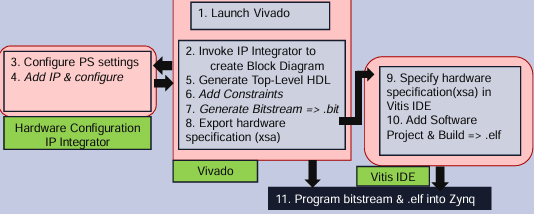 1. Launch Vivado
2. Invoke IP Integrator to
create Block Diagram
5. Generate Top-Level HDL
6. Add Constraints
7. Generate Bitstream => .bit
8. Export hardware
specification (xsa)
Vivado
3. Configure PS settings
4. Add IP & configure
Hardware Configuration
IP Integrator
9. Specify hardware
specification(xsa) in
Vitis IDE
10. Add Software
Project & Build => .elf
Vitis IDE
11. Program bitstream & .elf into Zynq